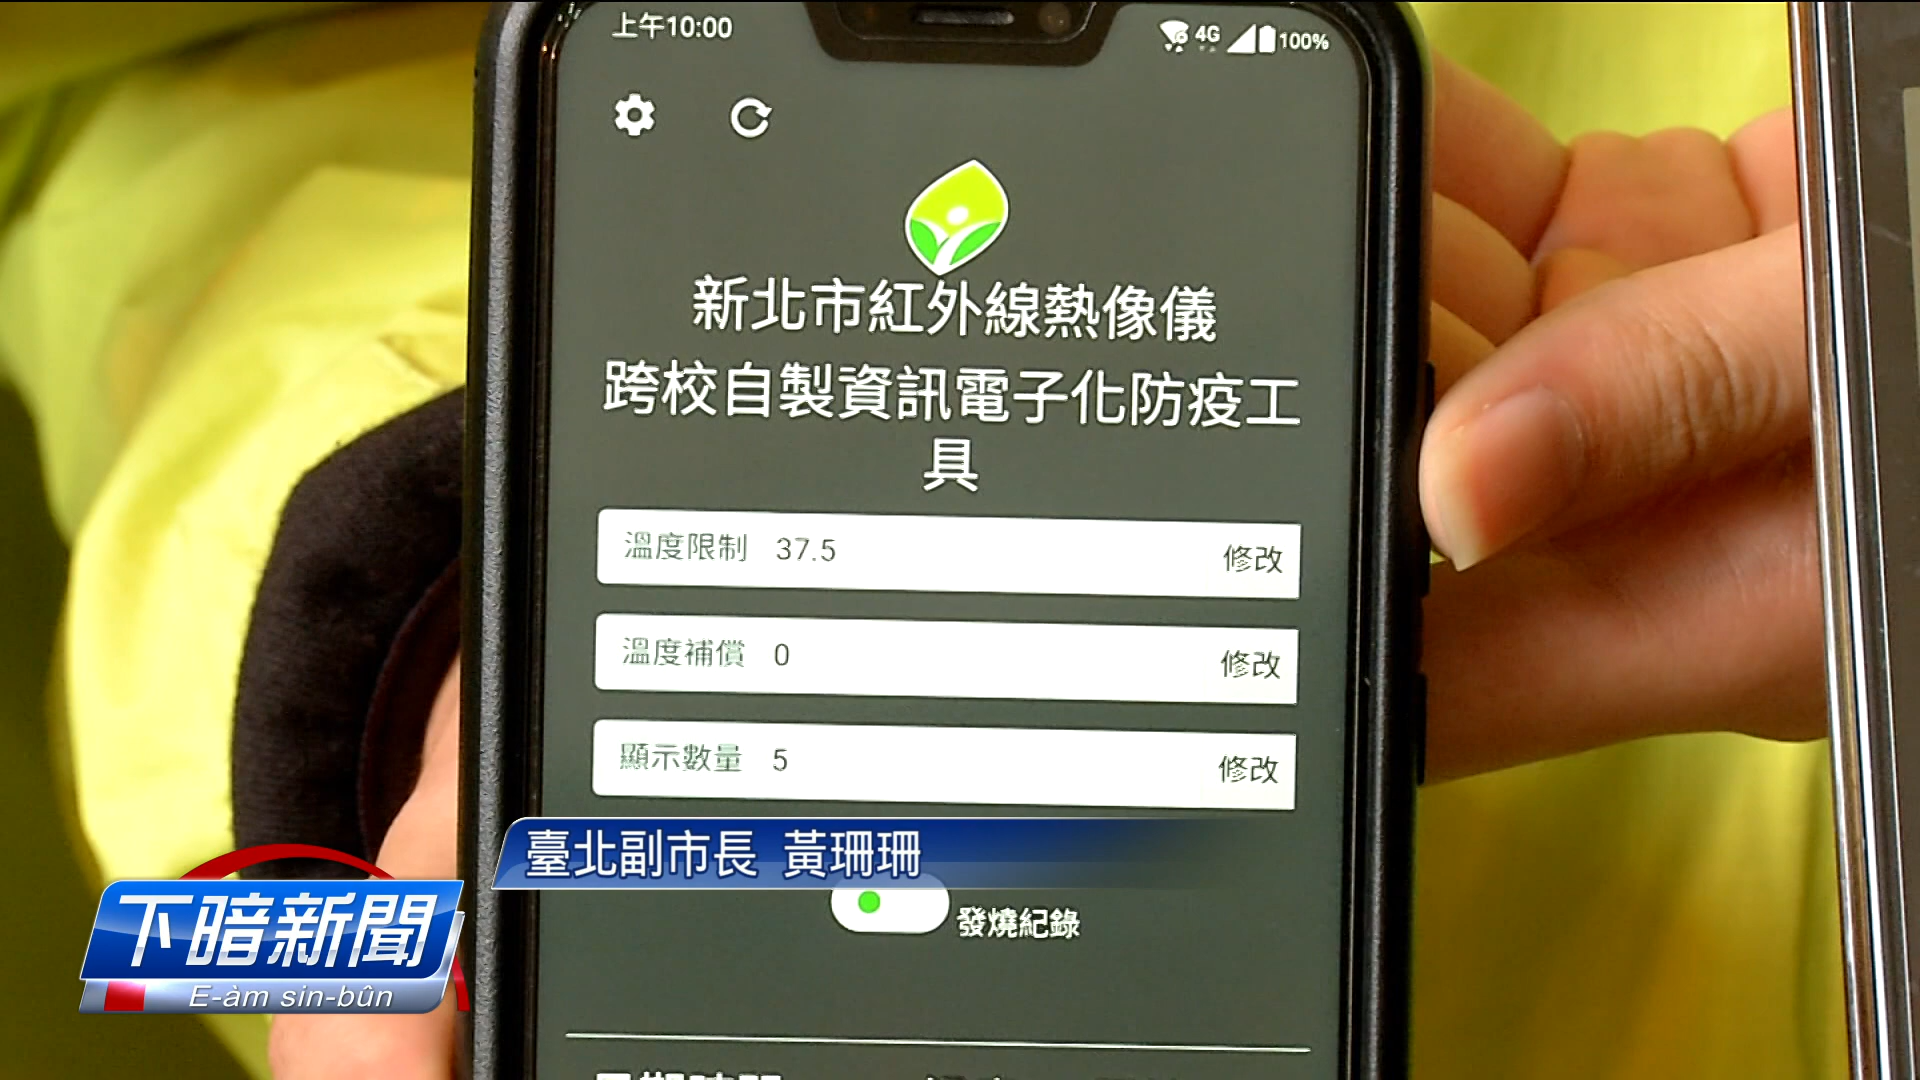 上午10:00
4G
100%
新北市紅外線熱像儀
跨校自製資訊電子化防疫工
具
溫度限制 37.5 修改
溫度補償 0 修改
顯示數量 5 修改
臺北副市長 黃珊珊
發燒紀錄
下暗新聞
E-àm sin-bûn